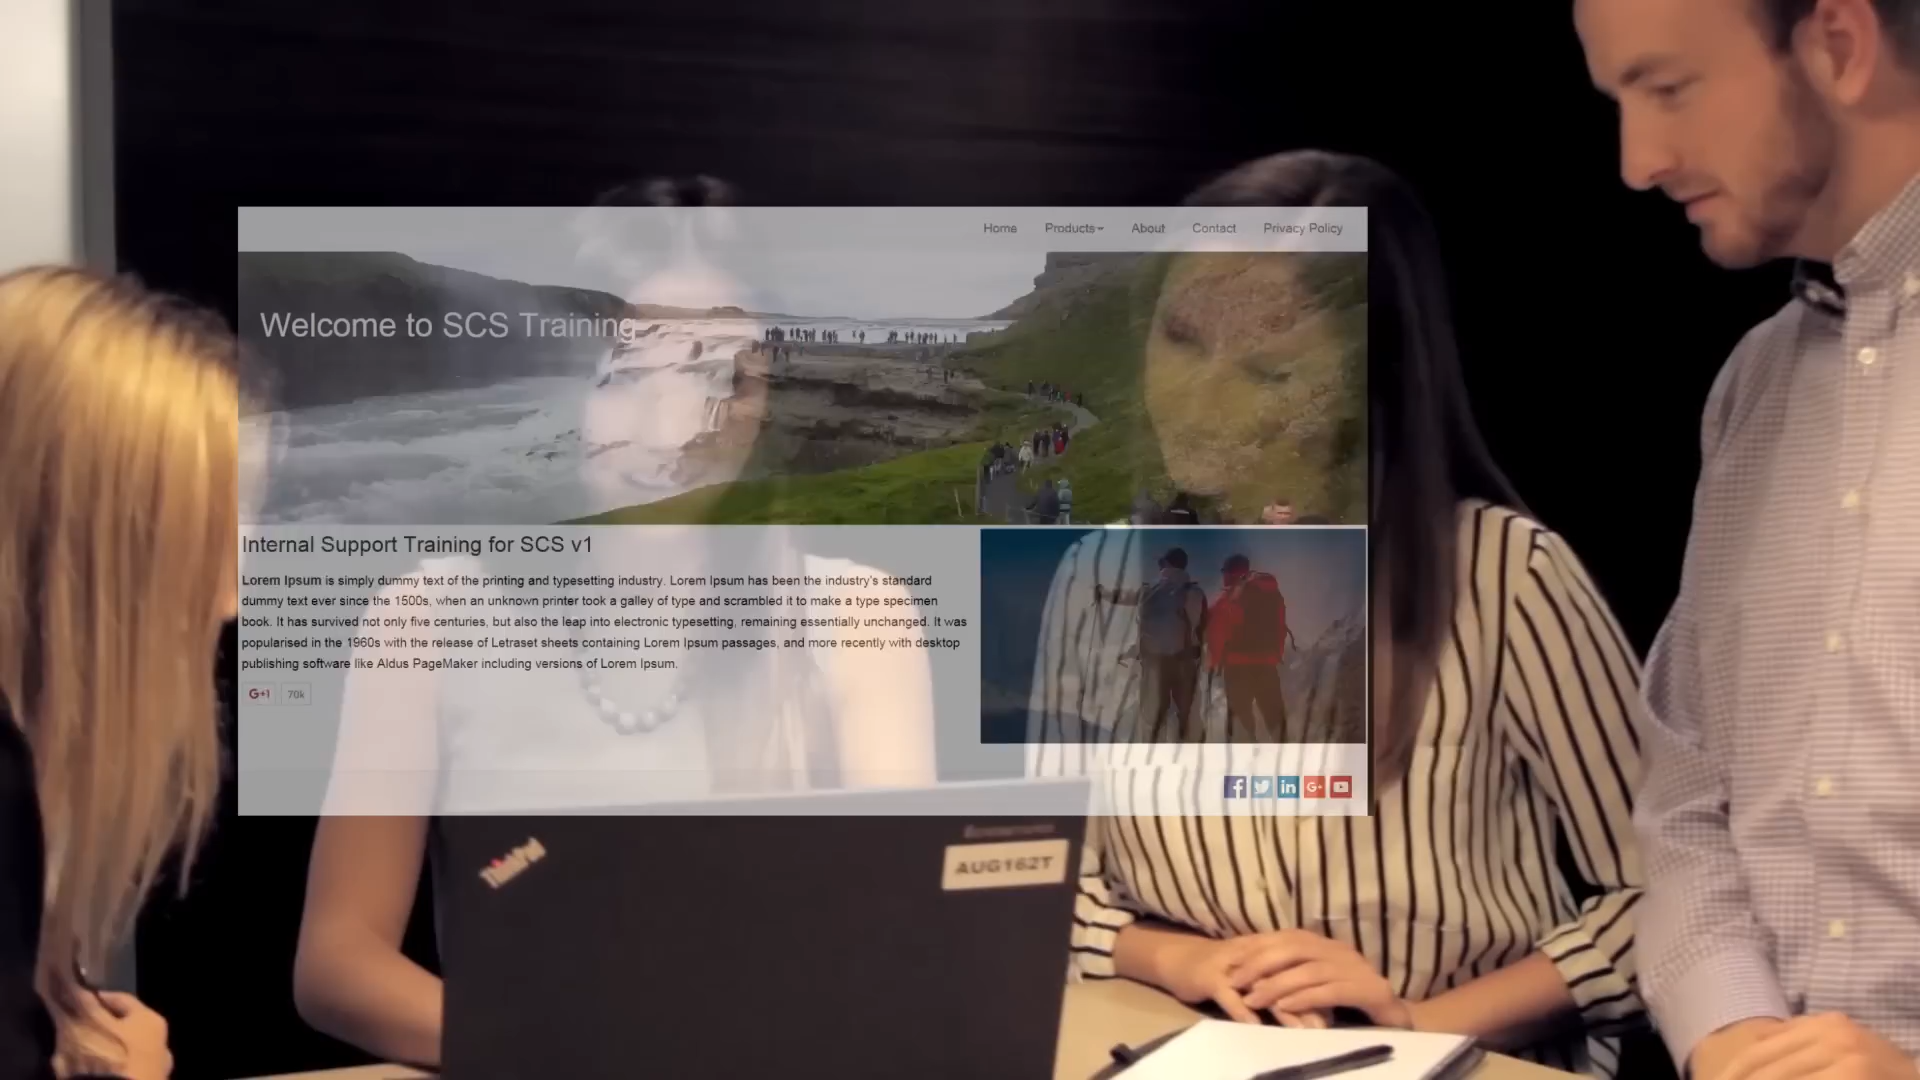 Home Products About Contact Privacy Policy
Welcome to SCS Training
Internal Support Training for SCS v1
Lorem Ipsum is simply dummy text of the printing and typesetting industry. Lorem Ipsum has been the industry's standard
dummy text ever since the 1500s, when an unknown printer took a galley of type and scrambled it to make a type specimen
book. It has survived not only five centuries, but also the leap into electronic typesetting, remaining essentially unchanged. It was
popularised in the 1960s with the release of Letraset sheets containing Lorem Ipsum passages, and more recently with desktop
publishing software like Aldus PageMaker including versions of Lorem Ipsum.
G+1 70k
f in G+
ThinkPad
AUG162T